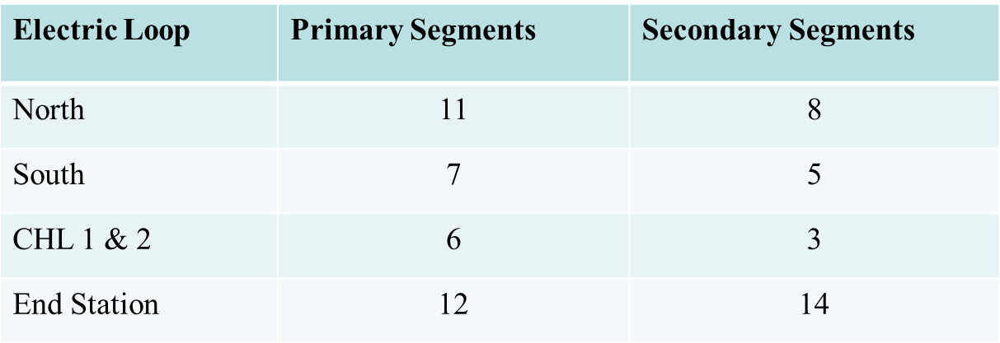 Electric Loop Primary Segments Secondary Segments
North 11 8
South 7 5
CHL 1 & 2 6 3
End Station 12 14